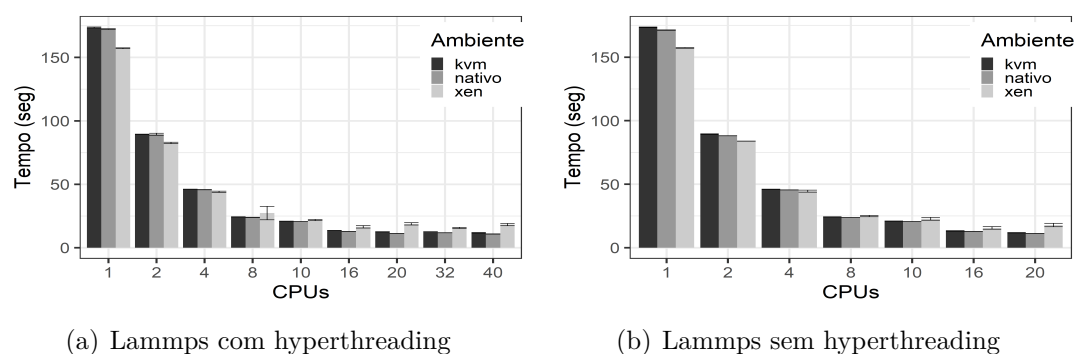 Tempo (seg)
150
100
50
0
Ambiente
kvm
nativo
xen
1 2 4 8 10 16 20 32 40
CPUs
(a) Lammps com hyperthreading
Tempo (seg)
150
100
50
0
Ambiente
kvm
nativo
xen
1 2 4 8 10 16 20
CPUs
(b) Lammps sem hyperthreading